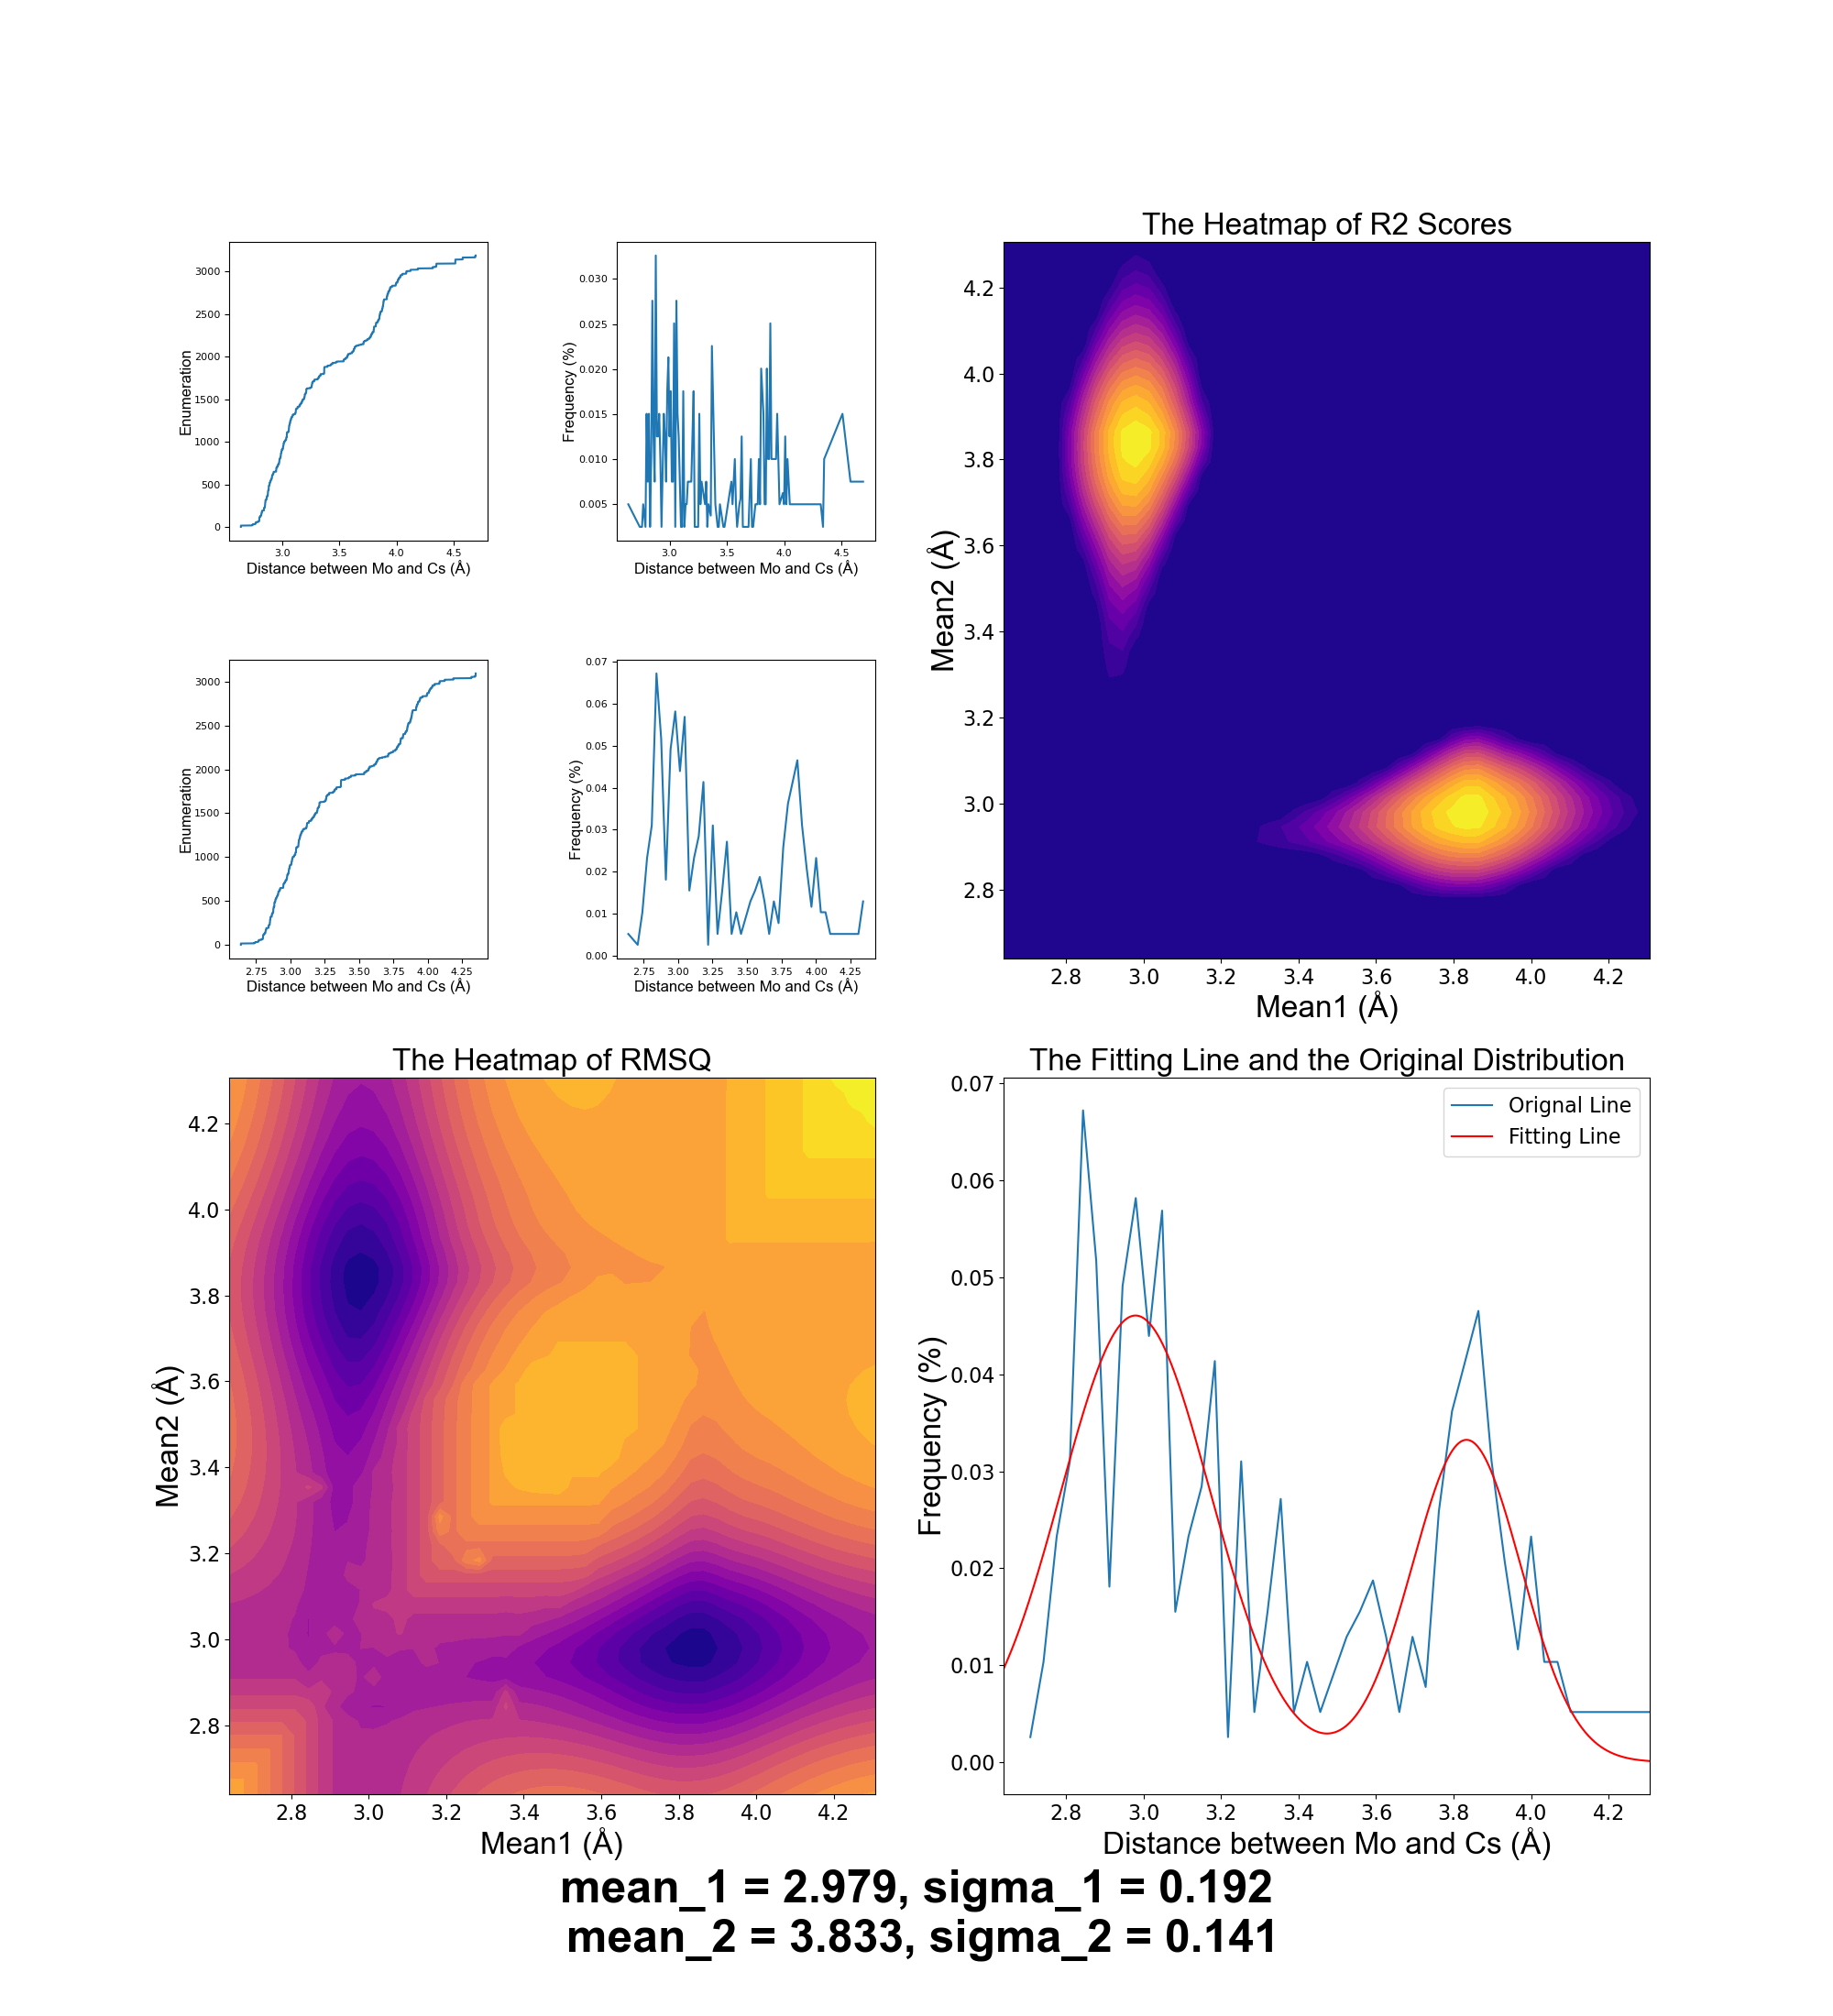 The Heatmap of R2 Scores
3000
2500
2000
1500
1000
500
0
Enumeration
3.0 3.5 4.0 4.5
Distance between Mo and Cs (Å)
0.030
0.025
0.020
0.015
0.010
0.005
Frequency (%)
3.0 3.5 4.0 4.5
Distance between Mo and Cs (Å)
4.2
4.0
3.8
3.6
3.4
3.2
3.0
2.8
Mean2 (Å)
2.8 3.0 3.2 3.4 3.6 3.8 4.0 4.2
Mean1 (Å)
3000
2500
2000
1500
1000
500
0
Enumeration
2.75 3.00 3.25 3.50 3.75 4.00 4.25
Distance between Mo and Cs (Å)
0.07
0.06
0.05
0.04
0.03
0.02
0.01
0.00
Frequency (%)
2.75 3.00 3.25 3.50 3.75 4.00 4.25
Distance between Mo and Cs (Å)
The Heatmap of RMSQ
4.2
4.0
3.8
3.6
3.4
3.2
3.0
2.8
Mean2 (Å)
2.8 3.0 3.2 3.4 3.6 3.8 4.0 4.2
Mean1 (Å)
The Fitting Line and the Original Distribution
Orignal Line
Fitting Line
0.07
0.06
0.05
0.04
0.03
0.02
0.01
0.00
Frequency (%)
2.8 3.0 3.2 3.4 3.6 3.8 4.0 4.2
Distance between Mo and Cs (Å)
mean_1 = 2.979, sigma_1 = 0.192
mean_2 = 3.833, sigma_2 = 0.141